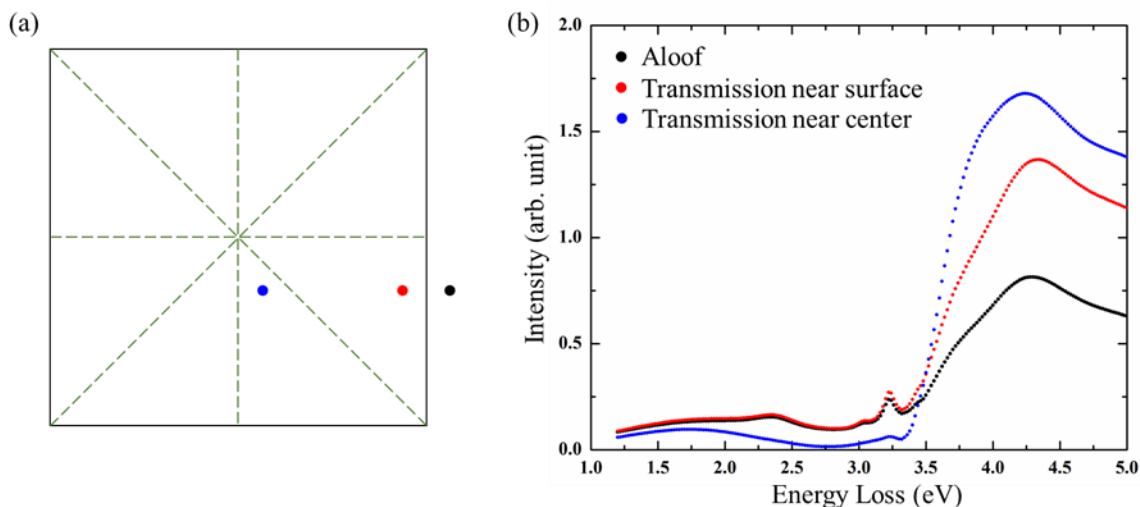 (a)
(b)
2.0
1.5
1.0
0.5
0.0
Intensity (arb. unit)
Aloof
Transmission near surface
Transmission near center
1.0 1.5 2.0 2.5 3.0 3.5 4.0 4.5 5.0
Energy Loss (eV)